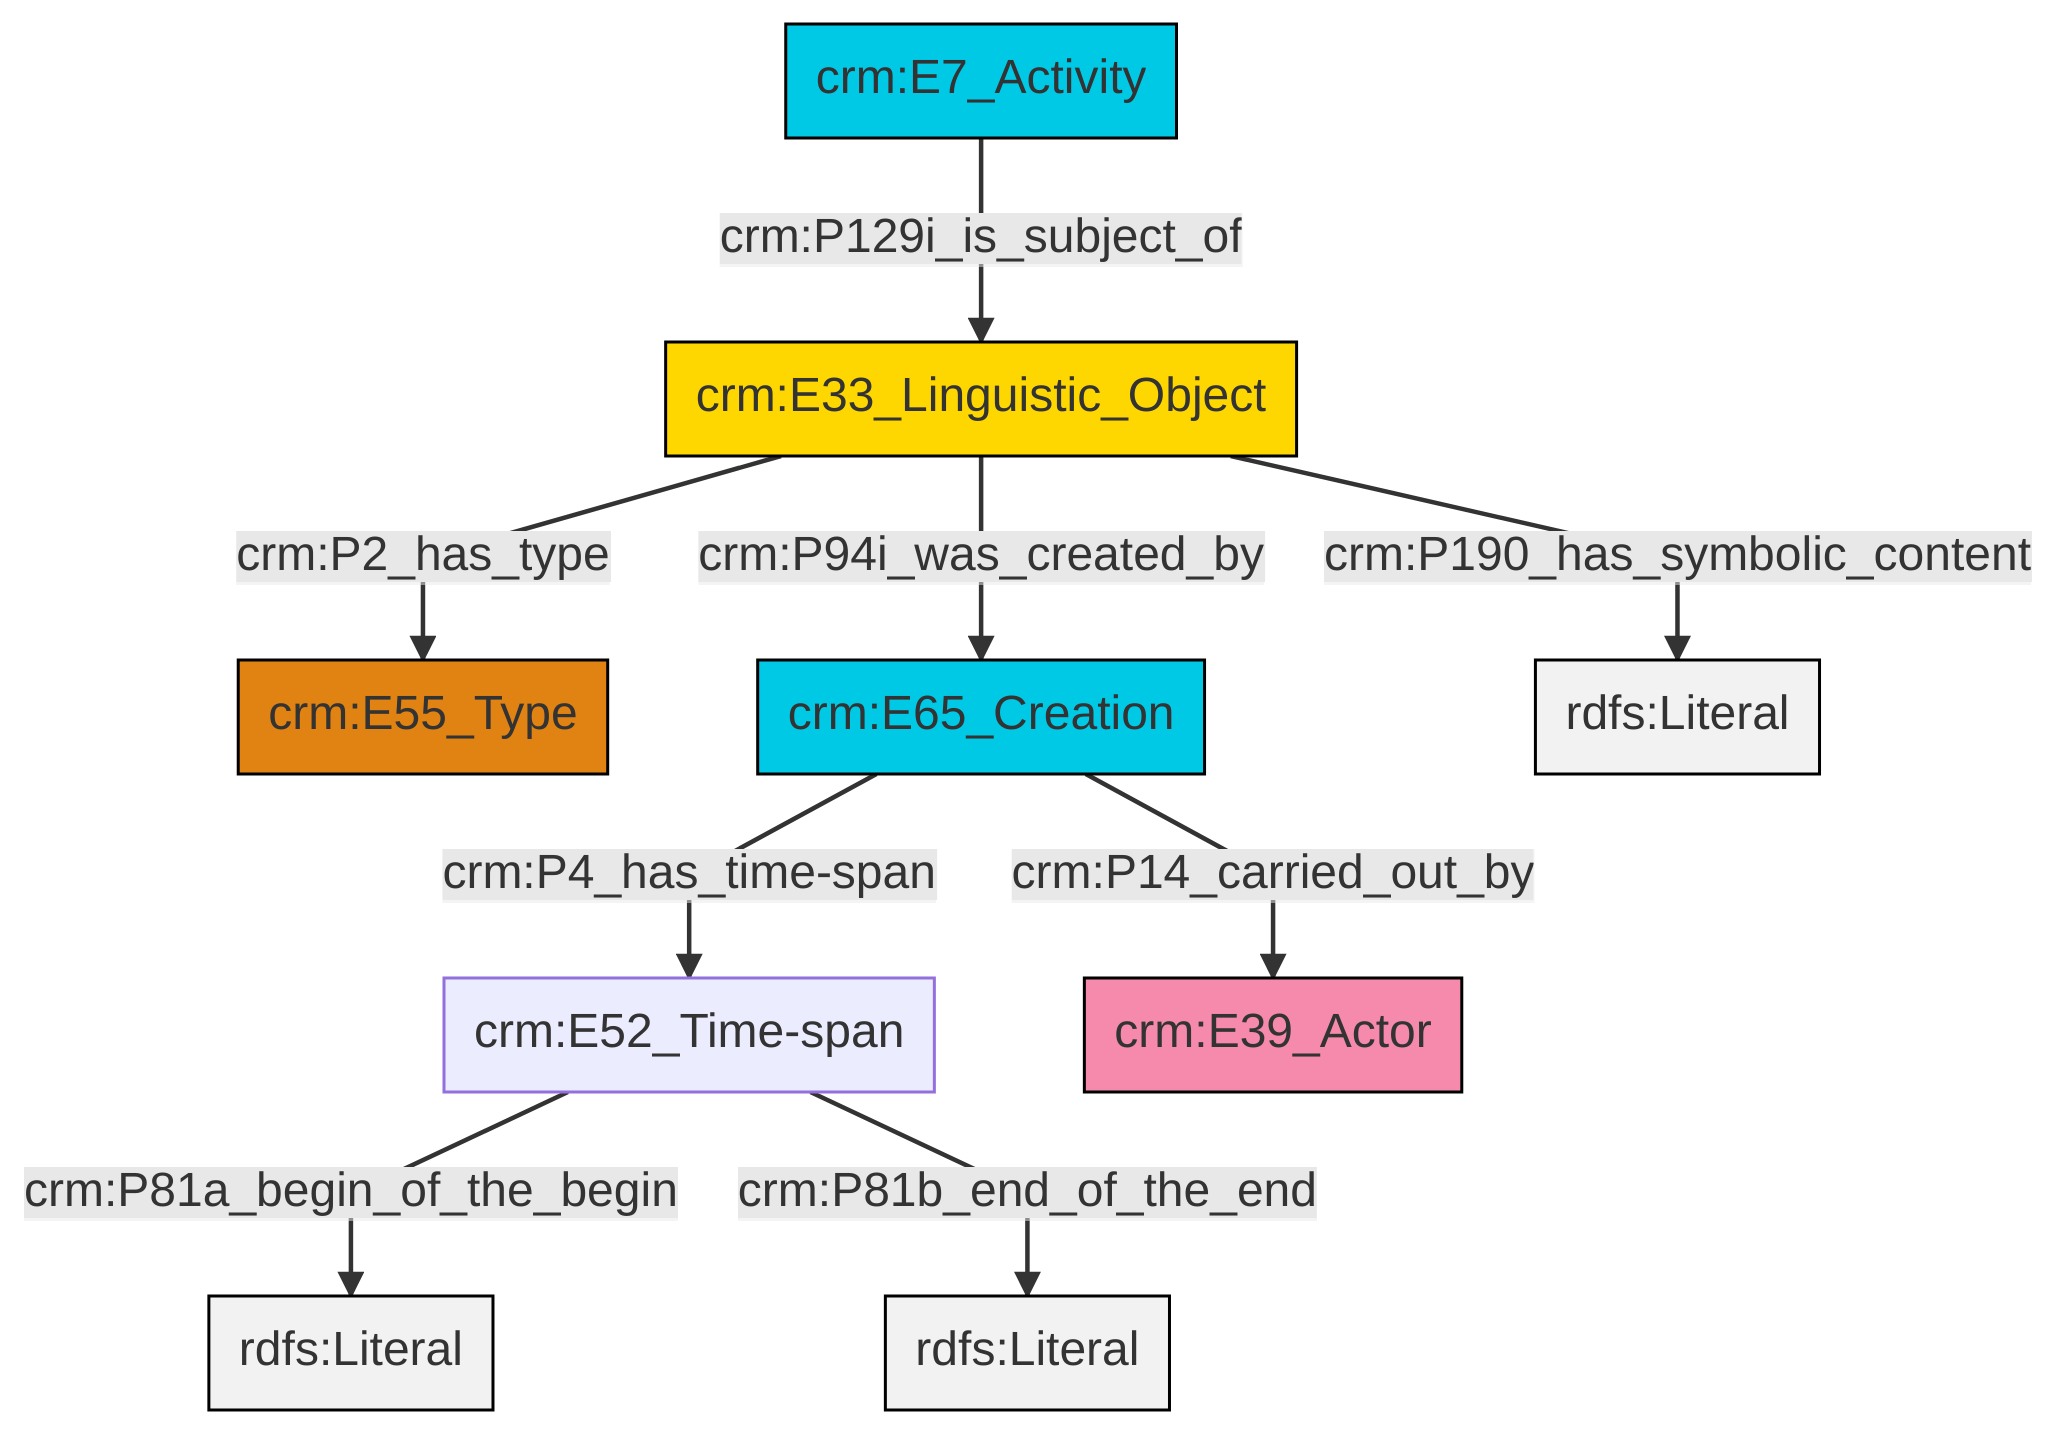 crm:E7_Activity
crm:P129i_is_subject_of
crm:E33_Linguistic_Object
crm:P2_has_type
crm:P94i_was_created_by
crm:P190_has_symbolic_content
crm:E55_Type
crm:E65_Creation
rdfs:Literal
crm:P4_has_time-span
crm:P14_carried_out_by
crm:E52_Time-span
crm:E39_Actor
crm:P81a_begin_of_the_begin
crm:P81b_end_of_the_end
rdfs:Literal
rdfs:Literal